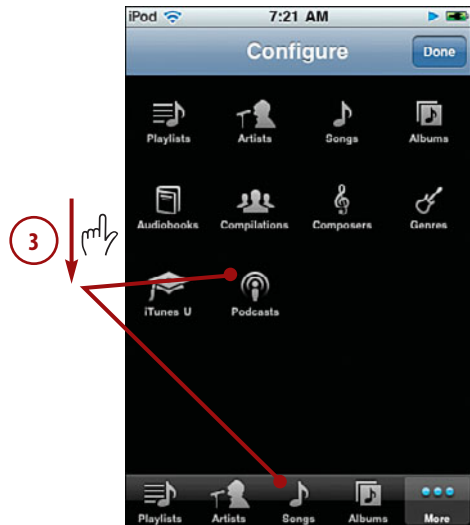 iPod 7:21 AM
Configure Done
Playlists Artists Songs Albums
Audiobooks Compilations Composers Genres
3
iTunes U Podcasts
Playlists Artists Songs Albums More